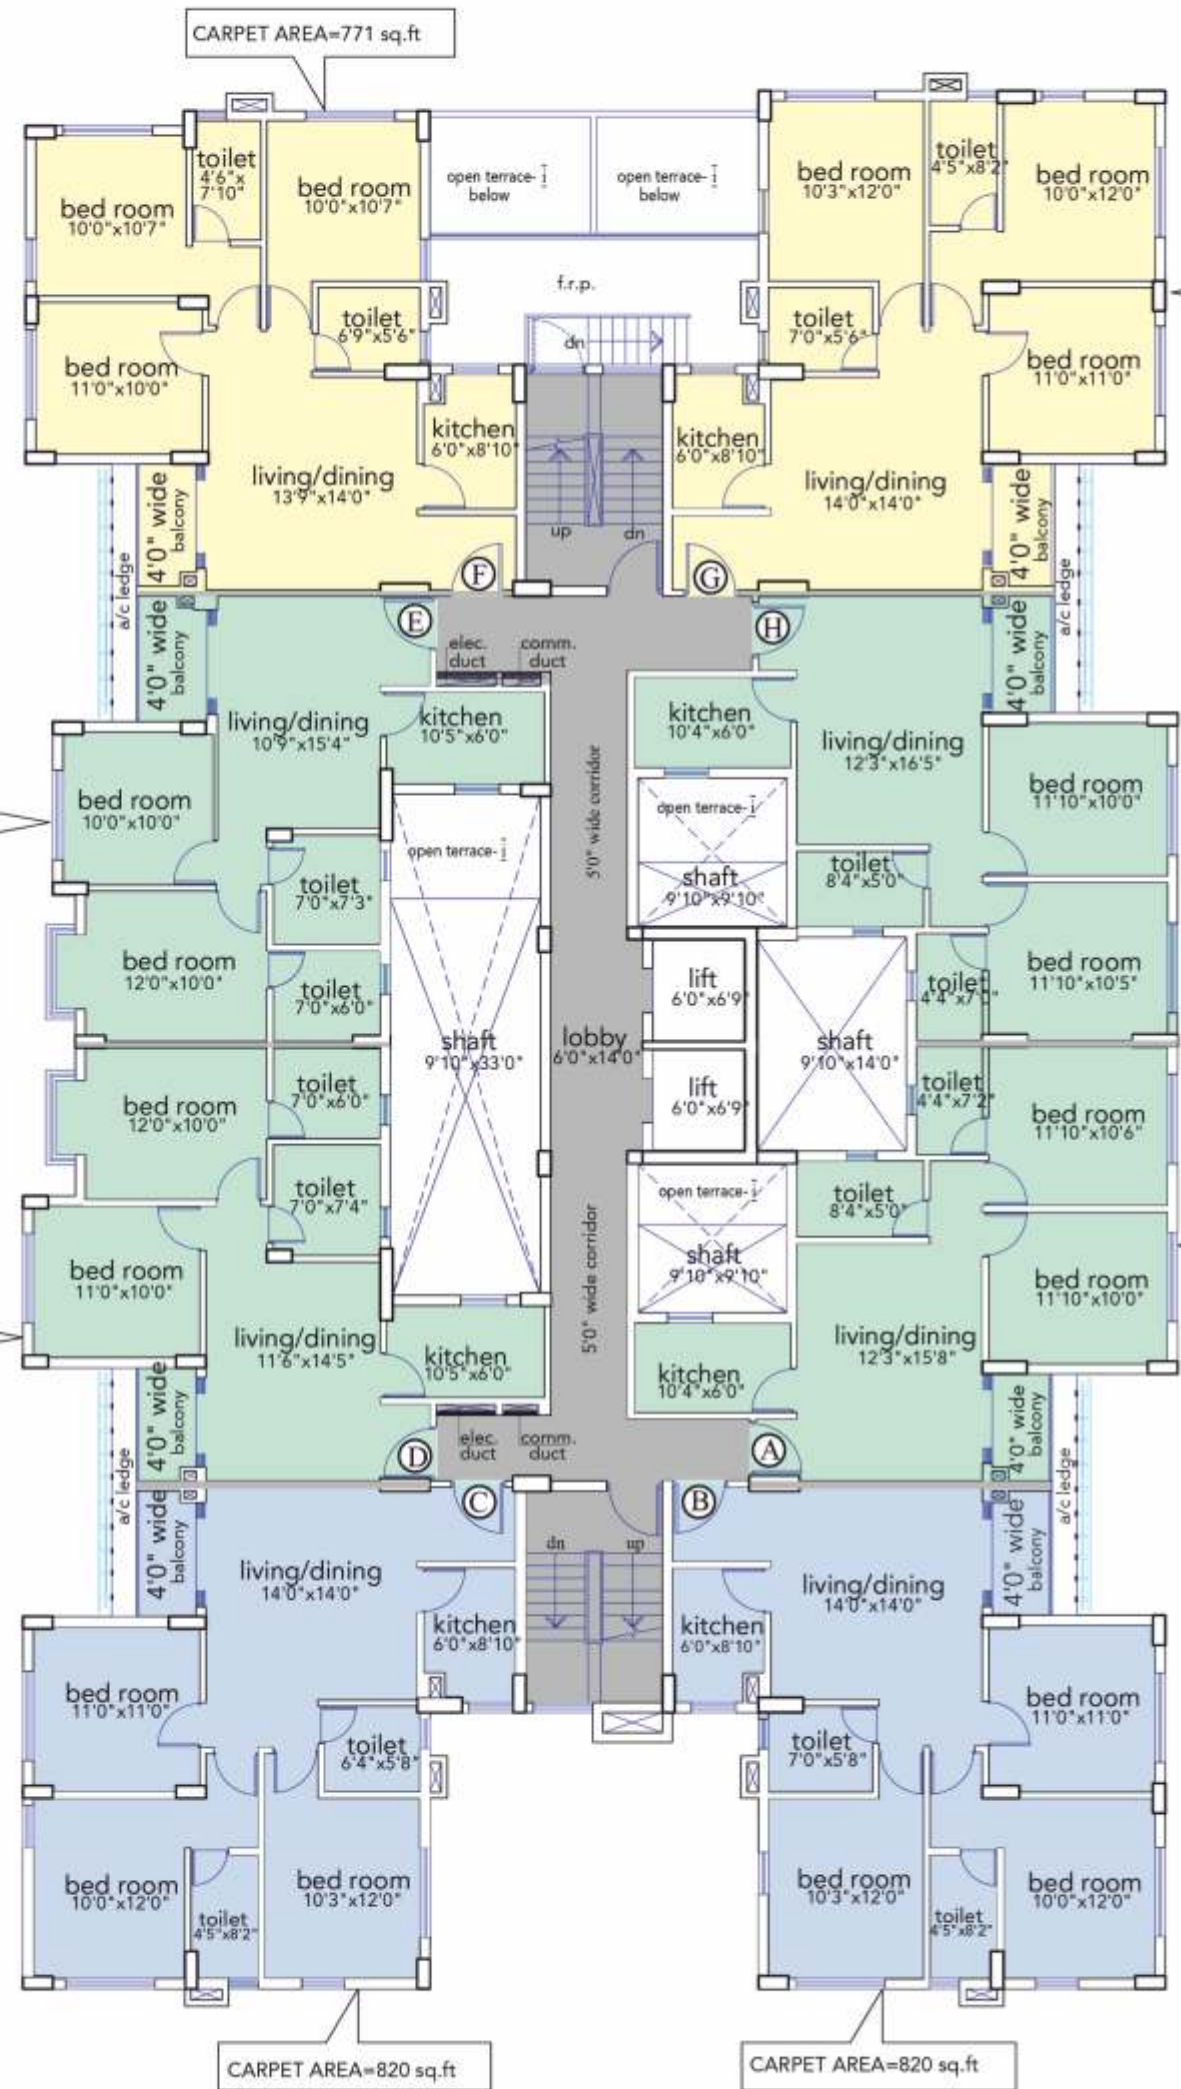 CARPET AREA=771 sq.ft
toilet
4'6"x
7'10"
bed room
10'0"x10'7"
bed room
10'0"x10'7"
open terrace-
below
open terrace-
below
bed room
10'3"x12'0"
toilet
4'5"x8'2"
bed room
10'0"x12'0"
f.r.p.
toilet
6'9"x5'6"
toilet
7'0"x5'6"
dn
bed room
11'0"x10'0"
bed room
11'0"x11'0"
kitchen
6'0"x8'10"
kitchen
6'0"x8'10"
living/dining
13'9"x14'0"
living/dining
14'0"x14'0"
up
dn
4'0" wide
balcony
4'0" wide
balcony
a/c ledge
a/c ledge
F
G
E
H
elec.
duct
comm.
duct
4'0" wide
balcony
4'0" wide
balcony
living/dining
10'9"x15'4"
kitchen
10'5"x6'0"
kitchen
10'4"x6'0"
living/dining
12'3"x16'5"
5'0" wide corridor
bed room
10'0"x10'0"
open terrace-
open terrace-
bed room
11'10"x10'0"
toilet
7'0"x7'3"
shaft
9'10"x9'10"
toilet
8'4"x5'0"
bed room
12'0"x10'0"
toilet
7'0"x6'0"
lift
6'0"x6'9"
toilet
bed room
11'10"x10'5"
shaft
9'10"x33'0"
lobby
6'0"x14'0"
shaft
9'10"x14'0"
bed room
12'0"x10'0"
toilet
7'0"x6'0"
lift
6'0"x6'9"
toilet
4'4"x7'2"
bed room
11'10"x10'6"
toilet
7'0"x7'4"
open terrace-
toilet
8'4"x5'0"
5'0" wide corridor
bed room
11'0"x10'0"
shaft
9'10"x9'10"
bed room
11'10"x10'0"
living/dining
11'6"x14'5"
kitchen
10'5"x6'0"
kitchen
10'4"x6'0"
living/dining
12'3"x15'8"
4'0" wide
balcony
4'0" wide
balcony
D
elec.
duct
comm.
duct
A
C
B
a/c ledge
a/c ledge
4'0" wide
balcony
4'0" wide
balcony
dn
up
living/dining
14'0"x14'0"
living/dining
14'0"x14'0"
kitchen
6'0"x8'10"
kitchen
6'0"x8'10"
bed room
11'0"x11'0"
bed room
11'0"x11'0"
toilet
6'4"x5'8"
toilet
7'0"x5'8"
bed room
10'0"x12'0"
toilet
4'5"x8'2"
bed room
10'3"x12'0"
bed room
10'3"x12'0"
toilet
4'5"x8'2"
bed room
10'0"x12'0"
CARPET AREA=820 sq.ft
CARPET AREA=820 sq.ft